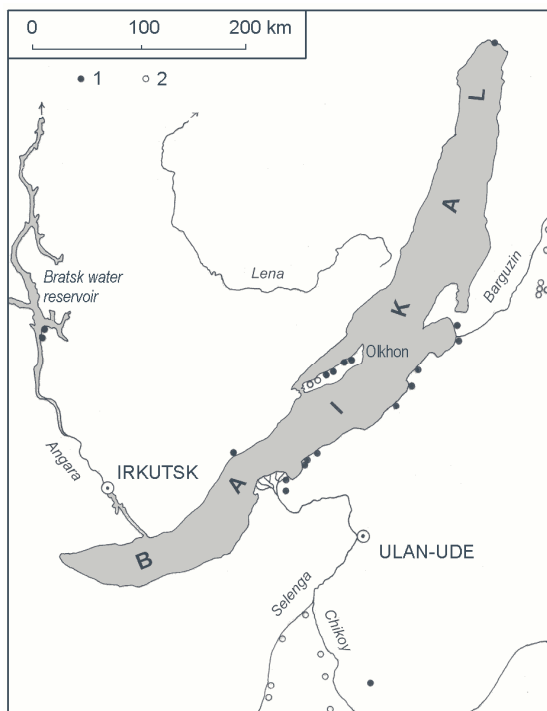 0 100 200 km
1 2
L
A
K
I
A
B
Lena
Barguzin
Bratsk water
reservoir
Olkhon
Angara
IRKUTSK
ULAN-UDE
Selenga
Chikoy